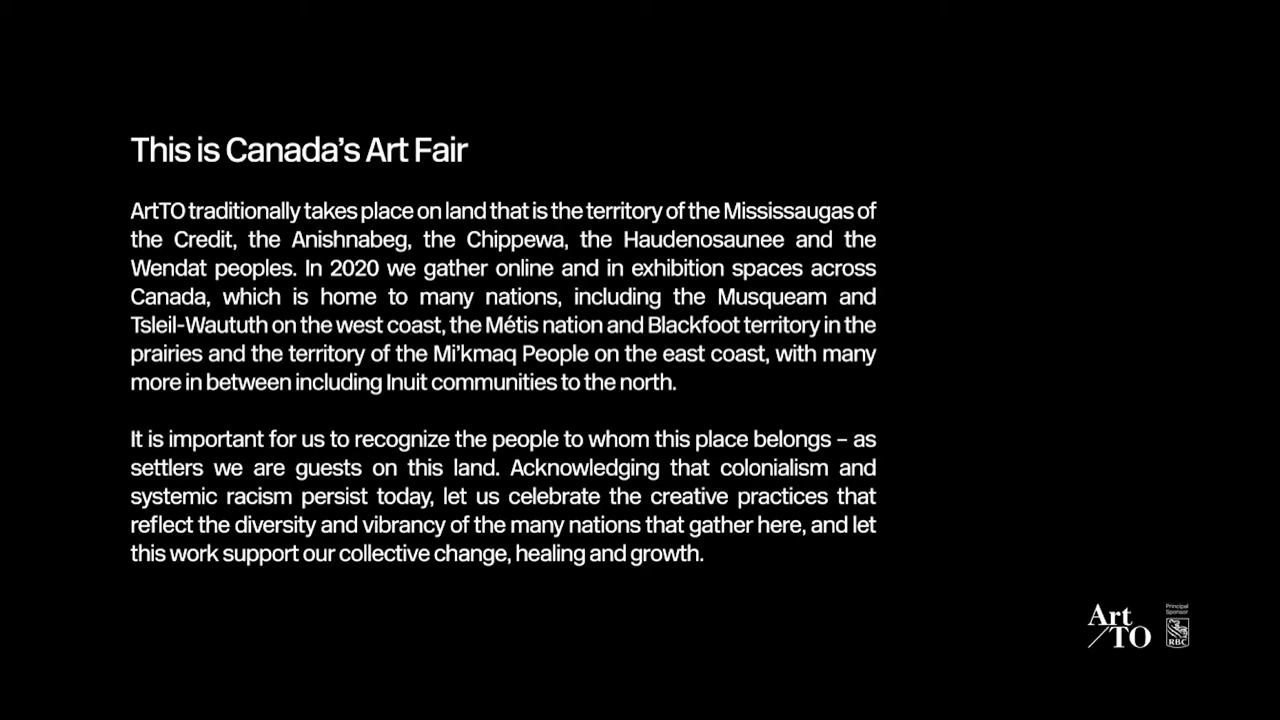 This is Canada's Art Fair
ArtTO traditionally takes place on land that is the territory of the Mississaugas of
the Credit, the Anishnabeg, the Chippewa, the Haudenosaunee and the
Wendat peoples. In 2020 we gather online and in exhibition spaces across
Canada, which is home to many nations, including the Musqueam and
Tsleil-Waututh on the west coast, the Métis nation and Blackfoot territory in the
prairies and the territory of the Mi'kmaq People on the east coast, with many
more in between including Inuit communities to the north.
It is important for us to recognize the people to whom this place belongs – as
settlers we are guests on this land. Acknowledging that colonialism and
systemic racism persist today, let us celebrate the creative practices that
reflect the diversity and vibrancy of the many nations that gather here, and let
this work support our collective change, healing and growth.
Art
/TO
Principal
Sponsor
RBC